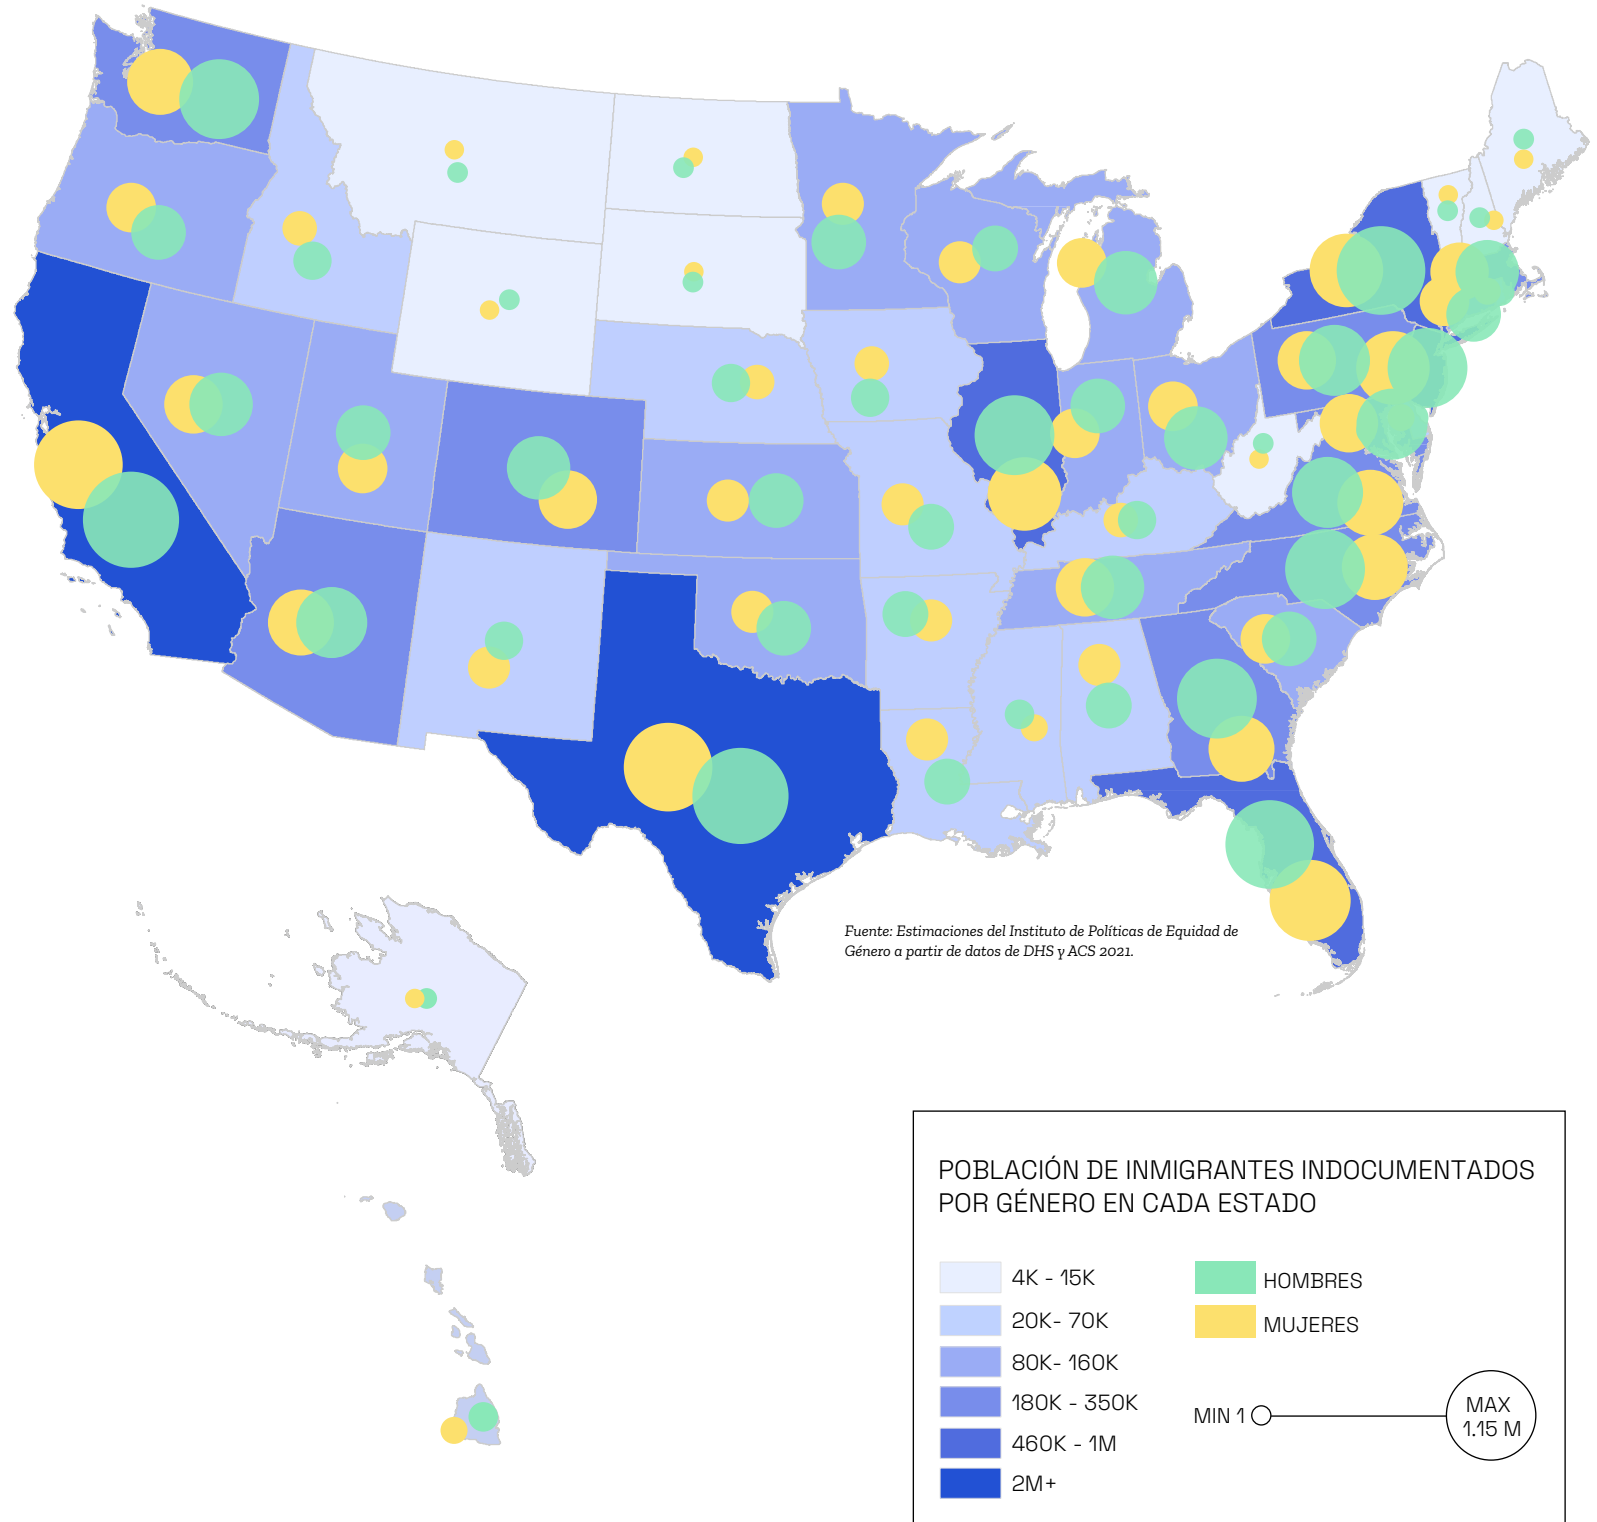 Fuente: Estimaciones del Instituto de Políticas de Equidad de
Género a partir de datos de DHS y ACS 2021.
POBLACIÓN DE INMIGRANTES INDOCUMENTADOS
POR GÉNERO EN CADA ESTADO
4K - 15K
20K- 70K
80K- 160K
180K - 350K
460K - 1M
2M+
HOMBRES
MUJERES
MIN 1
MAX
1.15 M